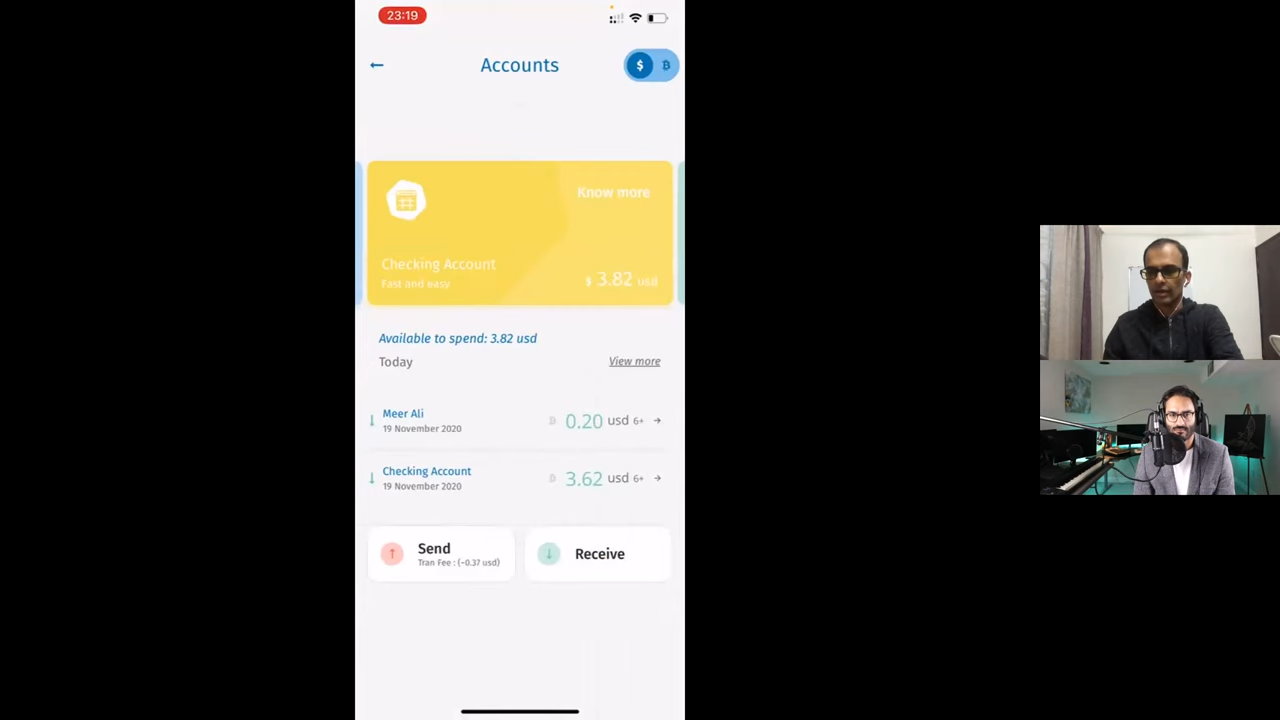 23:19
Accounts
$ ₿
Know more
Checking Account
Fast and easy
$ 3.82 usd
Available to spend: 3.82 usd
Today
View more
Meer Ali
19 November 2020
0.20 usd 6+
Checking Account
19 November 2020
3.62 usd 6+
Send
Tran Fee : (~0.37 usd)
Receive